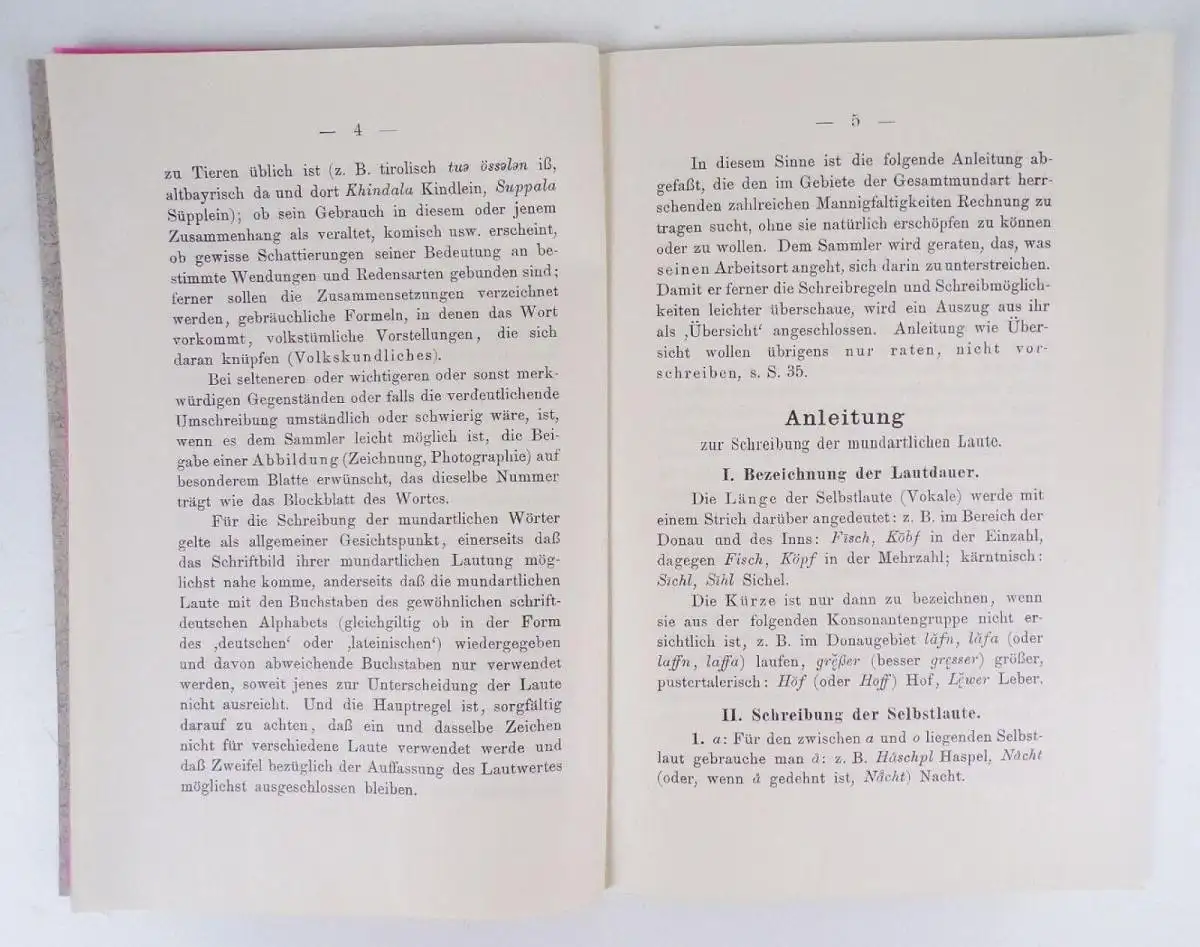 — 4 —
zu Tieren üblich ist (z. B. tirolisch tuə össələn iß,
altbayrisch da und dort Khindala Kindlein, Suppala
Süpplein); ob sein Gebrauch in diesem oder jenem
Zusammenhang als veraltet, komisch usw. erscheint,
ob gewisse Schattierungen seiner Bedeutung an be-
stimmte Wendungen und Redensarten gebunden sind;
ferner sollen die Zusammensetzungen verzeichnet
werden, gebräuchliche Formeln, in denen das Wort
vorkommt, volkstümliche Vorstellungen, die sich
daran knüpfen (Volkskundliches).
Bei selteneren oder wichtigeren oder sonst merk-
würdigen Gegenständen oder falls die verdeutlichende
Umschreibung umständlich oder schwierig wäre, ist,
wenn es dem Sammler leicht möglich ist, die Bei-
gabe einer Abbildung (Zeichnung, Photographie) auf
besonderem Blatte erwünscht, das dieselbe Nummer
trägt wie das Blockblatt des Wortes.
Für die Schreibung der mundartlichen Wörter
gelte als allgemeiner Gesichtspunkt, einerseits daß
das Schriftbild ihrer mundartlichen Lautung mög-
lichst nahe komme, anderseits daß die mundartlichen
Laute mit den Buchstaben des gewöhnlichen schrift-
deutschen Alphabets (gleichgiltig ob in der Form
des ‚deutschen‘ oder ‚lateinischen‘) wiedergegeben
und davon abweichende Buchstaben nur verwendet
werden, soweit jenes zur Unterscheidung der Laute
nicht ausreicht. Und die Hauptregel ist, sorgfältig
darauf zu achten, daß ein und dasselbe Zeichen
nicht für verschiedene Laute verwendet werde und
daß Zweifel bezüglich der Auffassung des Lautwertes
möglichst ausgeschlossen bleiben.
— 5 —
In diesem Sinne ist die folgende Anleitung ab-
gefaßt, die den im Gebiete der Gesamtmundart herr-
schenden zahlreichen Mannigfaltigkeiten Rechnung zu
tragen sucht, ohne sie natürlich erschöpfen zu können
oder zu wollen. Dem Sammler wird geraten, das, was
seinen Arbeitsort angeht, sich darin zu unterstreichen.
Damit er ferner die Schreibregeln und Schreibmöglich-
keiten leichter überschaue, wird ein Auszug aus ihr
als ‚Übersicht‘ angeschlossen. Anleitung wie Über-
sicht wollen übrigens nur raten, nicht vor-
schreiben, s. S. 35.
Anleitung
zur Schreibung der mundartlichen Laute.
I. Bezeichnung der Lautdauer.
Die Länge der Selbstlaute (Vokale) werde mit
einem Strich darüber angedeutet: z. B. im Bereich der
Donau und des Inns: Fīsch, Kȫbf in der Einzahl,
dagegen Fisch, Köpf in der Mehrzahl; kärntnisch:
Sīchl, Sīhl Sichel.
Die Kürze ist nur dann zu bezeichnen, wenn
sie aus der folgenden Konsonantengruppe nicht er-
sichtlich ist, z. B. im Donaugebiet lăfn, lăfa (oder
laffn, laffa) laufen, grĕ̜ßer (besser gre̜sser) größer,
pustertalerisch: Hŏf (oder Hoff) Hof, Lĕ̜wer Leber.
II. Schreibung der Selbstlaute.
1. a: Für den zwischen a und o liegenden Selbst-
laut gebrauche man å: z. B. Håschpl Haspel, Nåcht
(oder, wenn å gedehnt ist, Nā̊cht) Nacht.